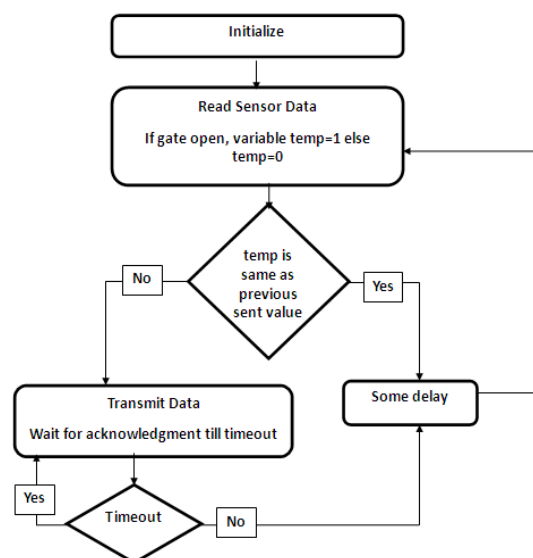 Initialize
Read Sensor Data
If gate open, variable temp=1 else
temp=0
temp is
same as
previous
sent value
No
Yes
Transmit Data
Wait for acknowledgment till timeout
Some delay
Yes
Timeout
No